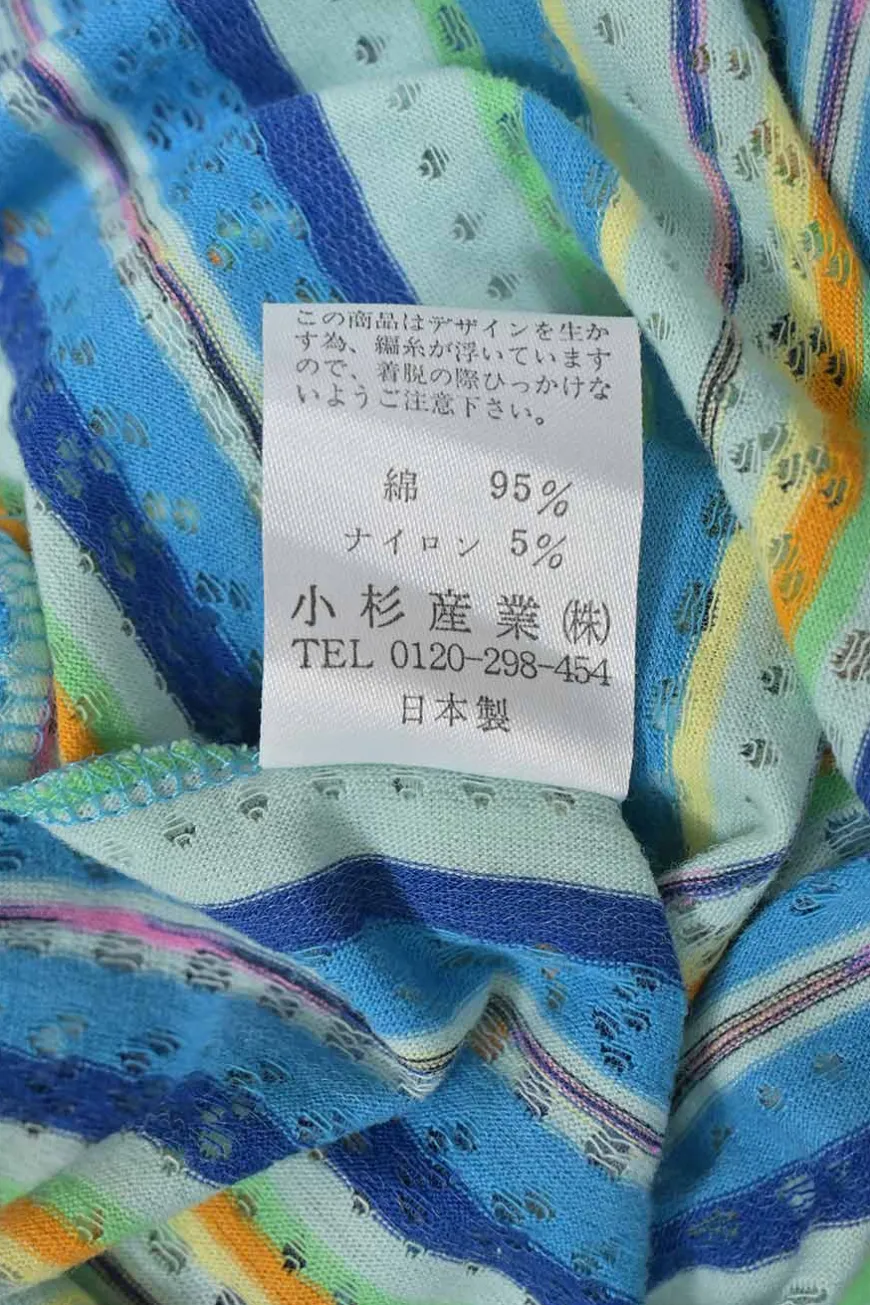 この商品はデザインを生か
す為、編糸が浮いています
ので、着脱の際ひっかけな
いようご注意下さい。
綿 95%
ナイロン 5%
小杉産業(株)
TEL 0120-298-454
日本製